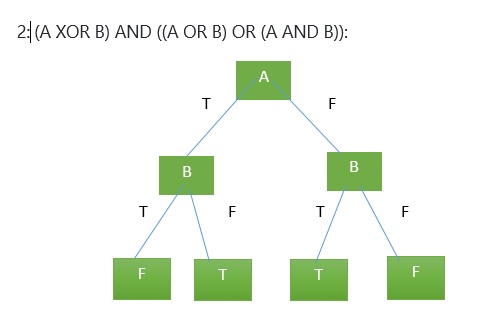 2: (A XOR B) AND ((A OR B) OR (A AND B)):
A
T F
B B
T F T F
F T T F